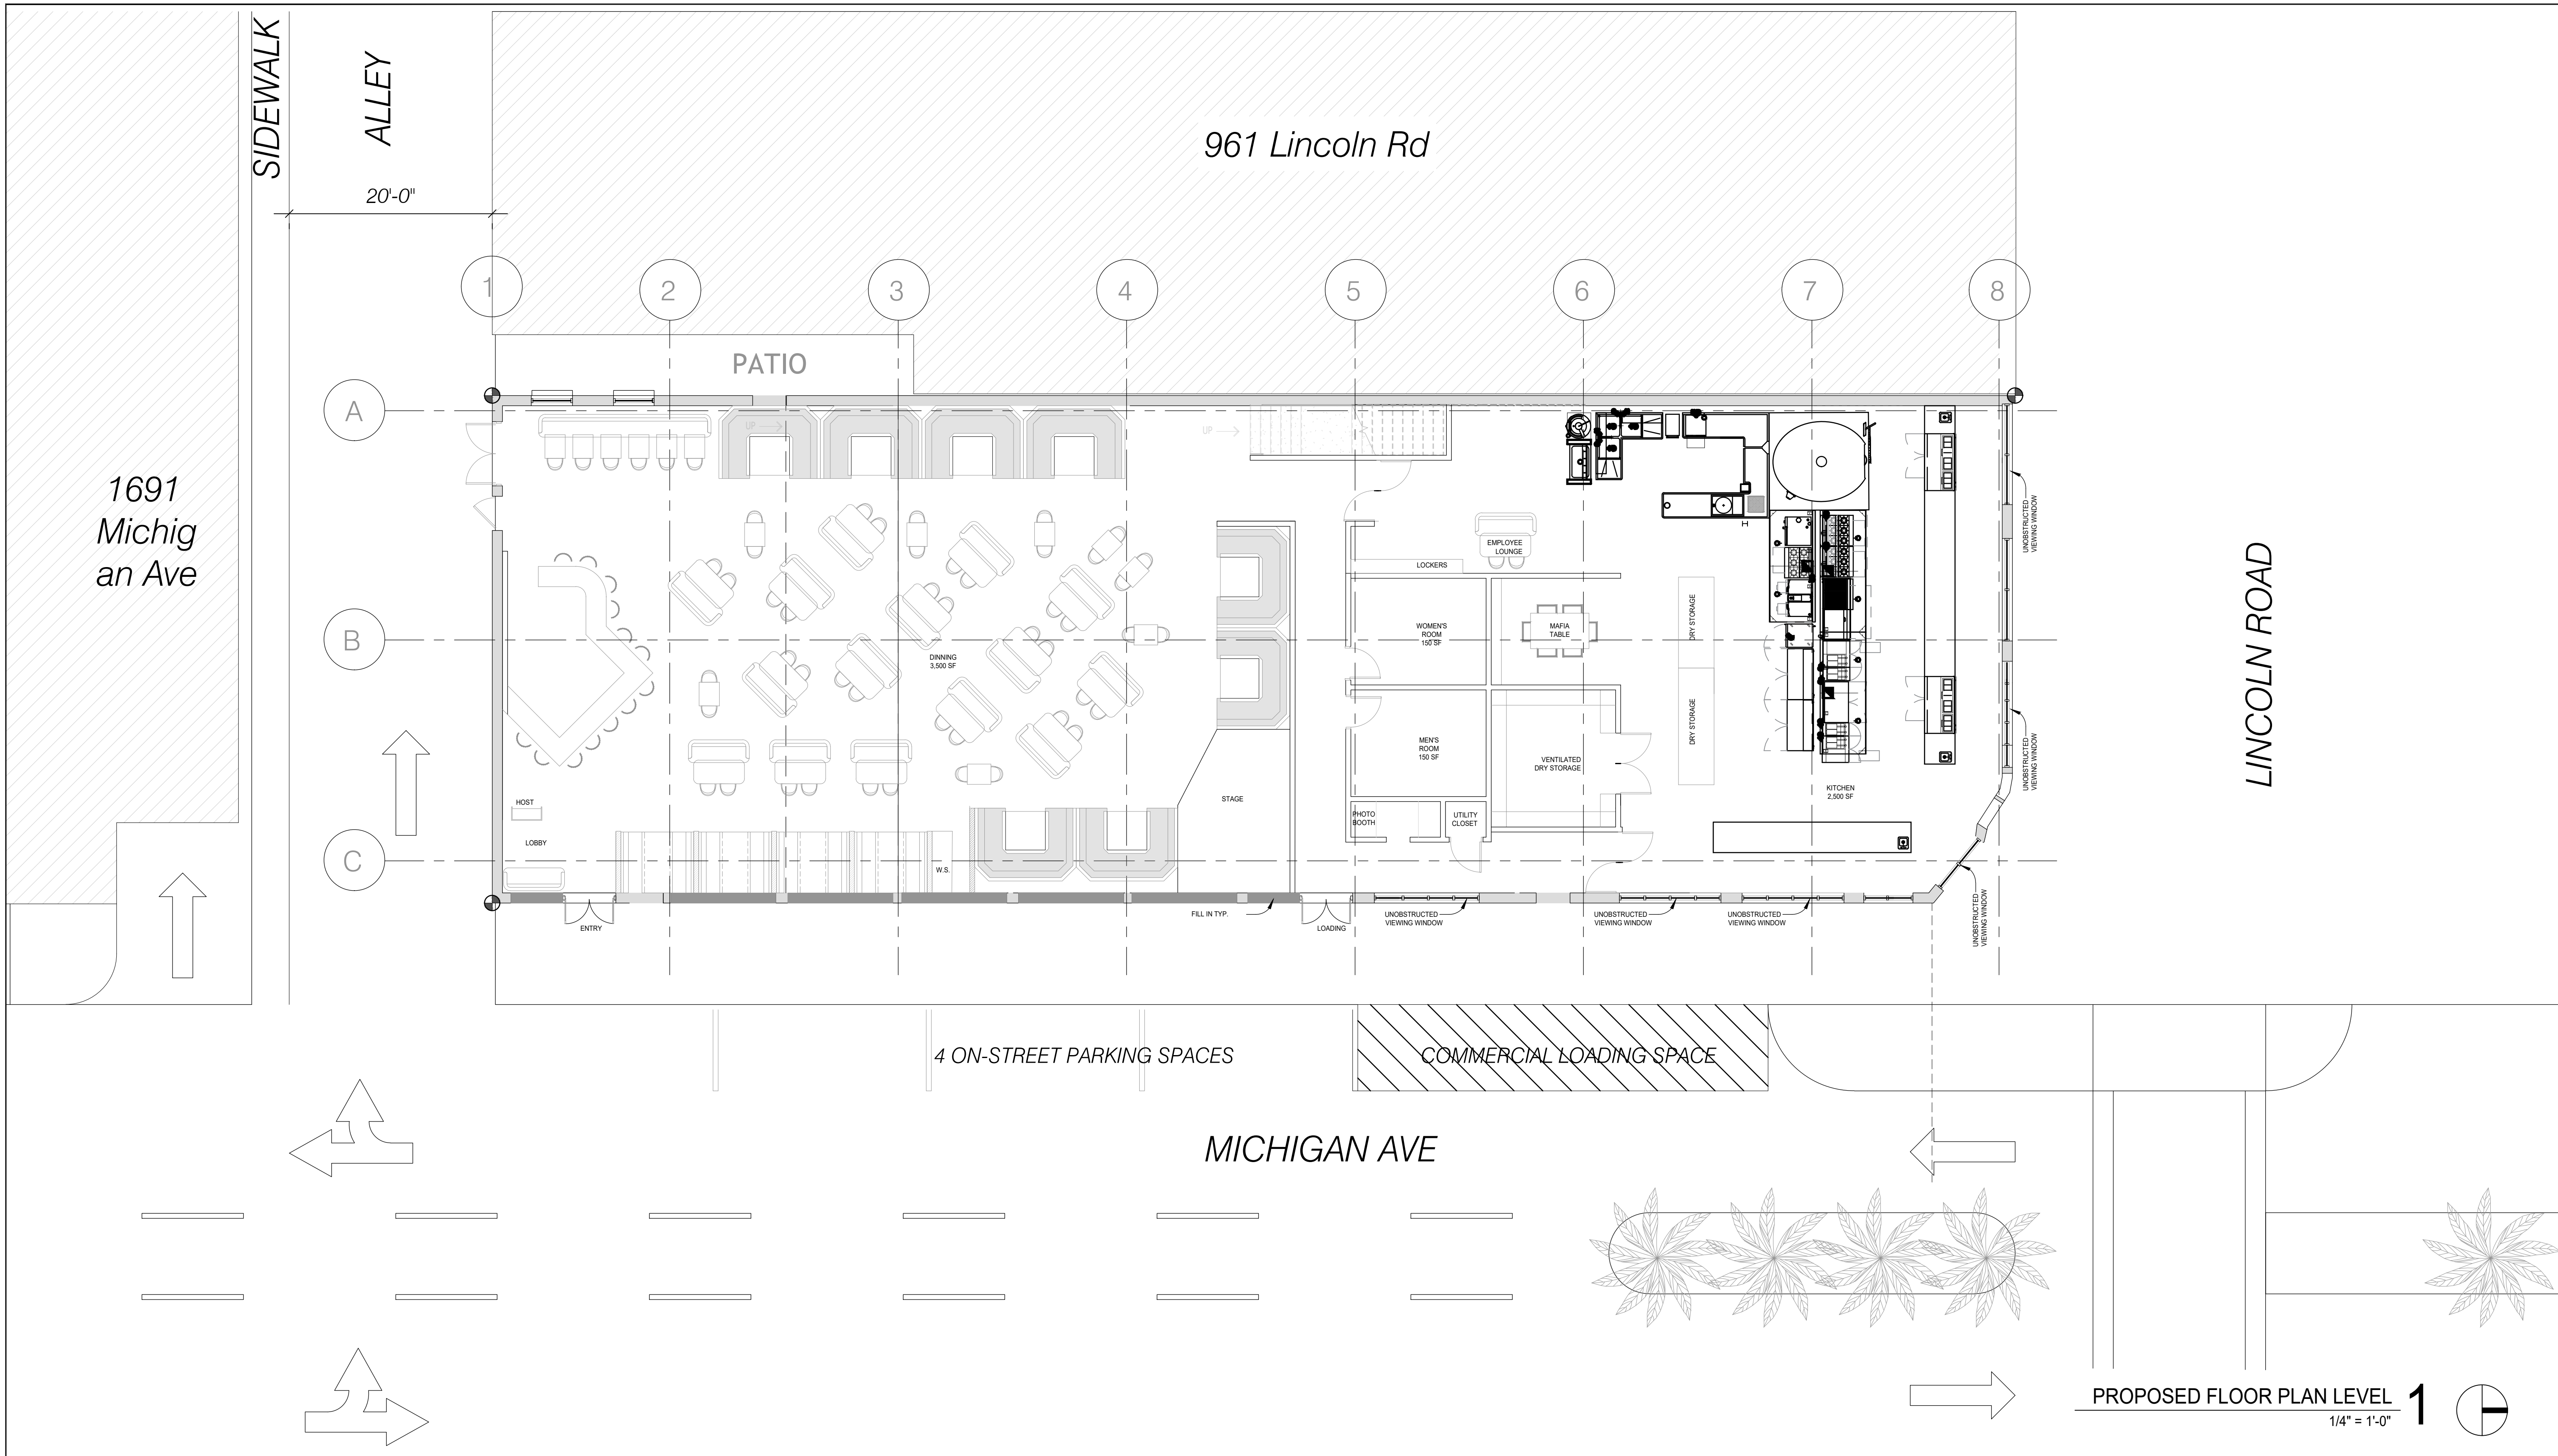 SIDEWALK
ALLEY
961 Lincoln Rd
20'-0"
1
2
3
4
5
6
7
8
PATIO
A
B
C
UP
UP
1691
Michig
an Ave
EMPLOYEE
LOUNGE
LOCKERS
WOMEN'S
ROOM
150 SF
MAFIA
TABLE
DRY STORAGE
DRY STORAGE
DINNING
3,500 SF
MEN'S
ROOM
150 SF
VENTILATED
DRY STORAGE
KITCHEN
2,500 SF
HOST
LOBBY
STAGE
PHOTO
BOOTH
UTILITY
CLOSET
W.S.
ENTRY
FILL IN TYP.
LOADING
UNOBSTRUCTED
VIEWING WINDOW
UNOBSTRUCTED
VIEWING WINDOW
UNOBSTRUCTED
VIEWING WINDOW
UNOBSTRUCTED
VIEWING WINDOW
UNOBSTRUCTED
VIEWING WINDOW
UNOBSTRUCTED
VIEWING WINDOW
LINCOLN ROAD
4 ON-STREET PARKING SPACES
COMMERCIAL LOADING SPACE
MICHIGAN AVE
PROPOSED FLOOR PLAN LEVEL 1
1/4" = 1'-0"